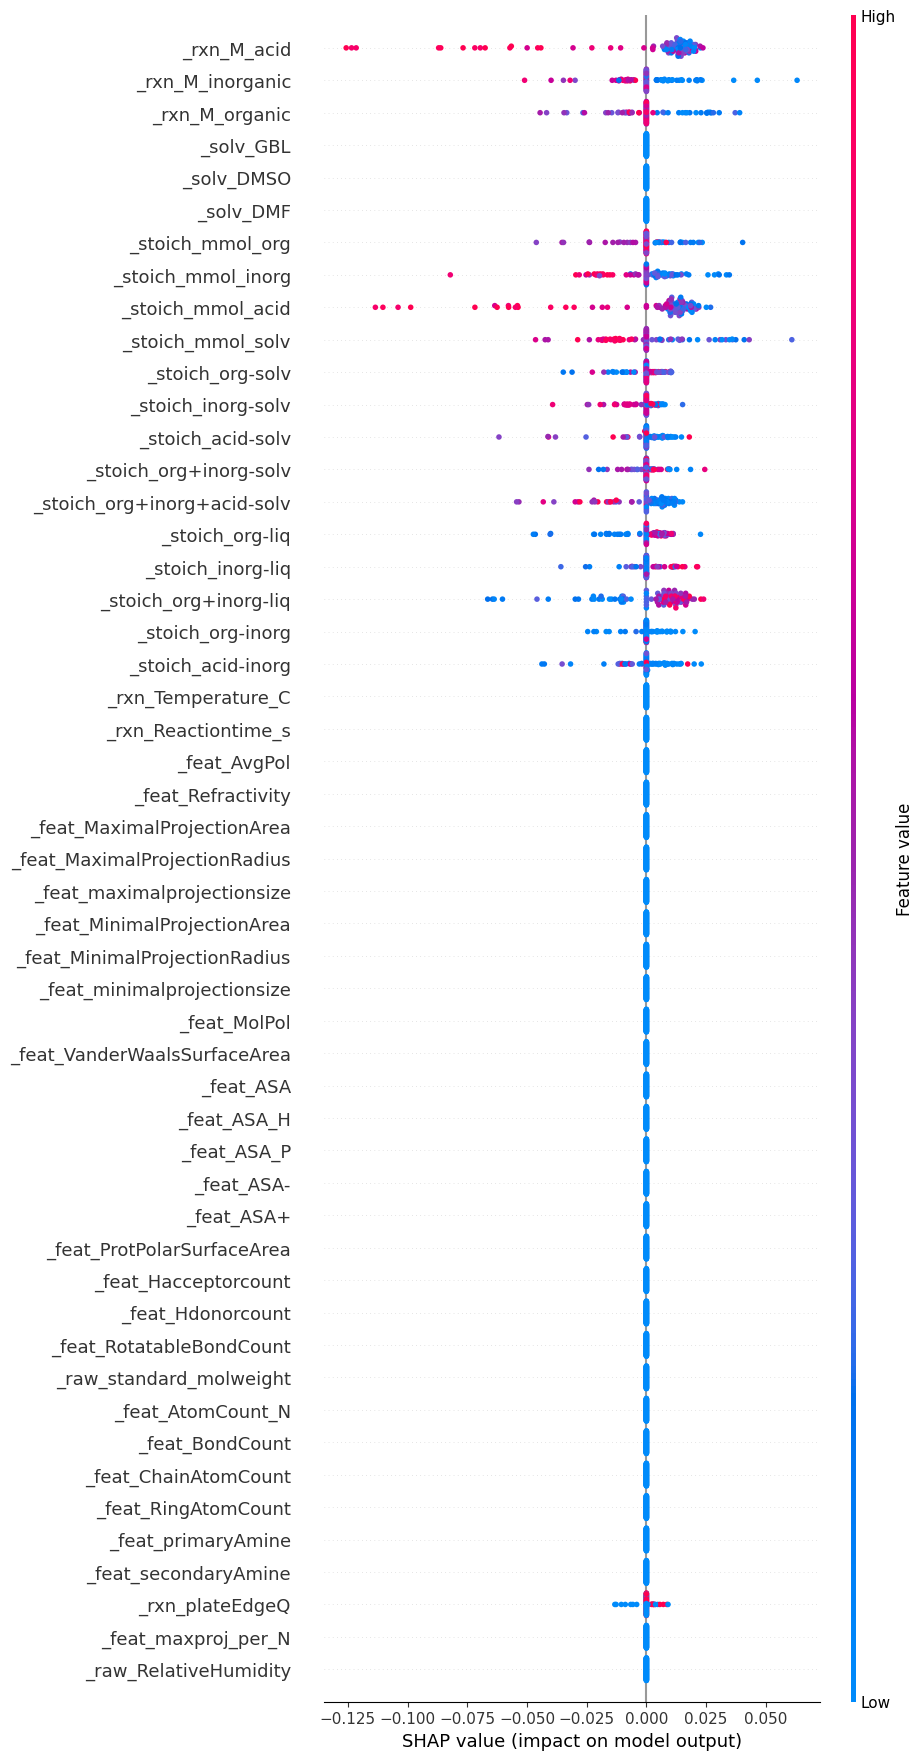 High
_rxn_M_acid
_rxn_M_inorganic
_rxn_M_organic
_solv_GBL
_solv_DMSO
_solv_DMF
_stoich_mmol_org
_stoich_mmol_inorg
_stoich_mmol_acid
_stoich_mmol_solv
_stoich_org-solv
_stoich_inorg-solv
_stoich_acid-solv
_stoich_org+inorg-solv
_stoich_org+inorg+acid-solv
_stoich_org-liq
_stoich_inorg-liq
_stoich_org+inorg-liq
_stoich_org-inorg
_stoich_acid-inorg
_rxn_Temperature_C
_rxn_Reactiontime_s
_feat_AvgPol
_feat_Refractivity
_feat_MaximalProjectionArea
_feat_MaximalProjectionRadius
_feat_maximalprojectionsize
_feat_MinimalProjectionArea
_feat_MinimalProjectionRadius
_feat_minimalprojectionsize
_feat_MolPol
_feat_VanderWaalsSurfaceArea
_feat_ASA
_feat_ASA_H
_feat_ASA_P
_feat_ASA-
_feat_ASA+
_feat_ProtPolarSurfaceArea
_feat_Hacceptorcount
_feat_Hdonorcount
_feat_RotatableBondCount
_raw_standard_molweight
_feat_AtomCount_N
_feat_BondCount
_feat_ChainAtomCount
_feat_RingAtomCount
_feat_primaryAmine
_feat_secondaryAmine
_rxn_plateEdgeQ
_feat_maxproj_per_N
_raw_RelativeHumidity
Feature value
Low
−0.125 −0.100 −0.075 −0.050 −0.025 0.000 0.025 0.050
SHAP value (impact on model output)